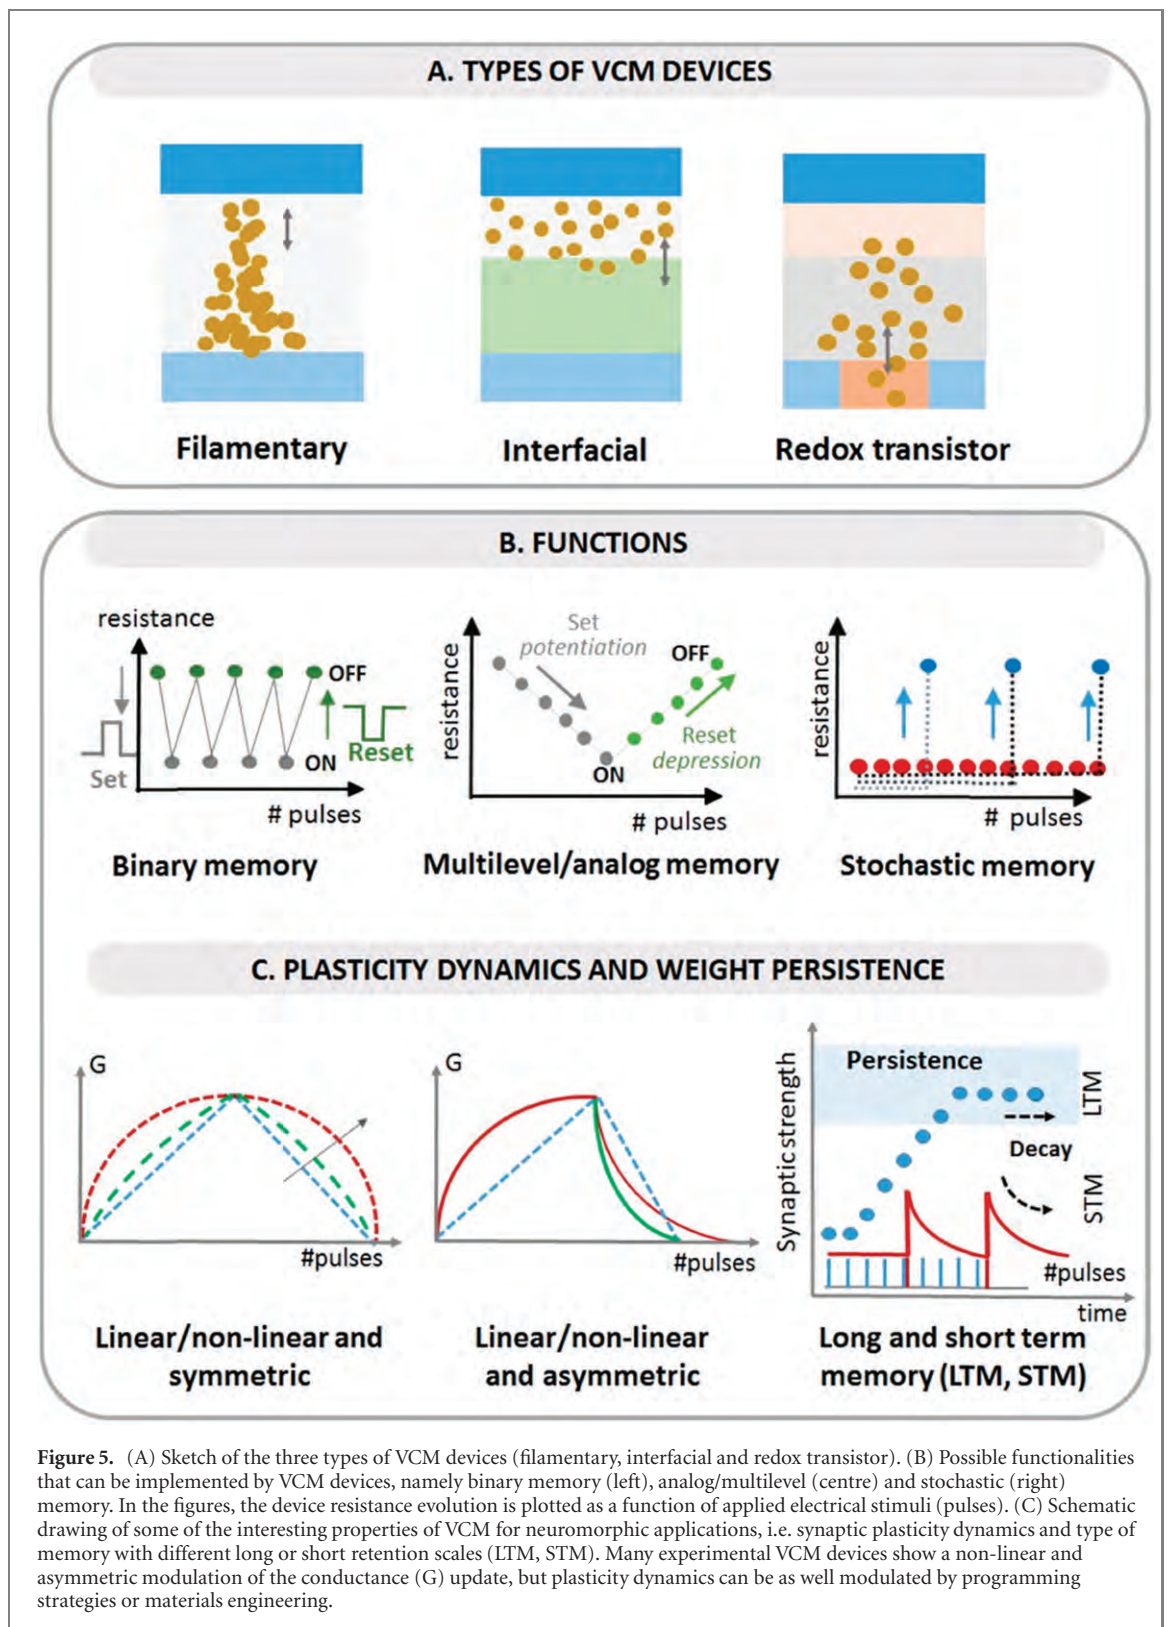 A. TYPES OF VCM DEVICES
Filamentary
Interfacial
Redox transistor
B. FUNCTIONS
resistance
OFF
ON
Set
Reset
# pulses
Binary memory
resistance
Set
potentiation
OFF
ON
Reset
depression
# pulses
Multilevel/analog memory
resistance
# pulses
Stochastic memory
C. PLASTICITY DYNAMICS AND WEIGHT PERSISTENCE
G
#pulses
Linear/non-linear and
symmetric
G
#pulses
Linear/non-linear
and asymmetric
Synaptic strength
Persistence
LTM
Decay
STM
#pulses
time
Long and short term
memory (LTM, STM)
Figure 5. (A) Sketch of the three types of VCM devices (filamentary, interfacial and redox transistor). (B) Possible functionalities
that can be implemented by VCM devices, namely binary memory (left), analog/multilevel (centre) and stochastic (right)
memory. In the figures, the device resistance evolution is plotted as a function of applied electrical stimuli (pulses). (C) Schematic
drawing of some of the interesting properties of VCM for neuromorphic applications, i.e. synaptic plasticity dynamics and type of
memory with different long or short retention scales (LTM, STM). Many experimental VCM devices show a non-linear and
asymmetric modulation of the conductance (G) update, but plasticity dynamics can be as well modulated by programming
strategies or materials engineering.